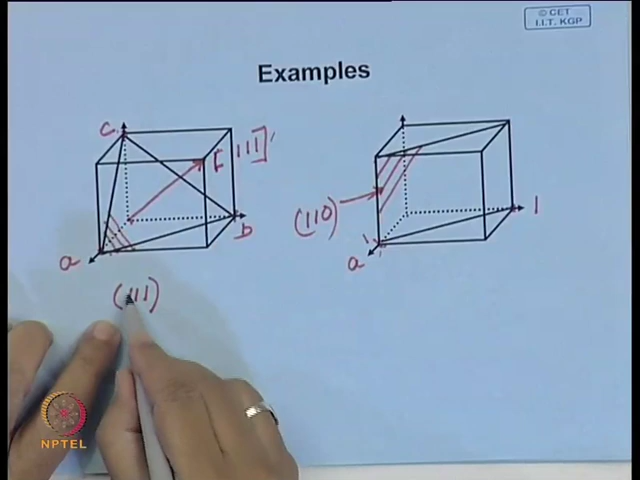 © CET
I.I.T. KGP
Examples
c
[111]
a
b
(111)
(110)
1
1
a
NPTEL